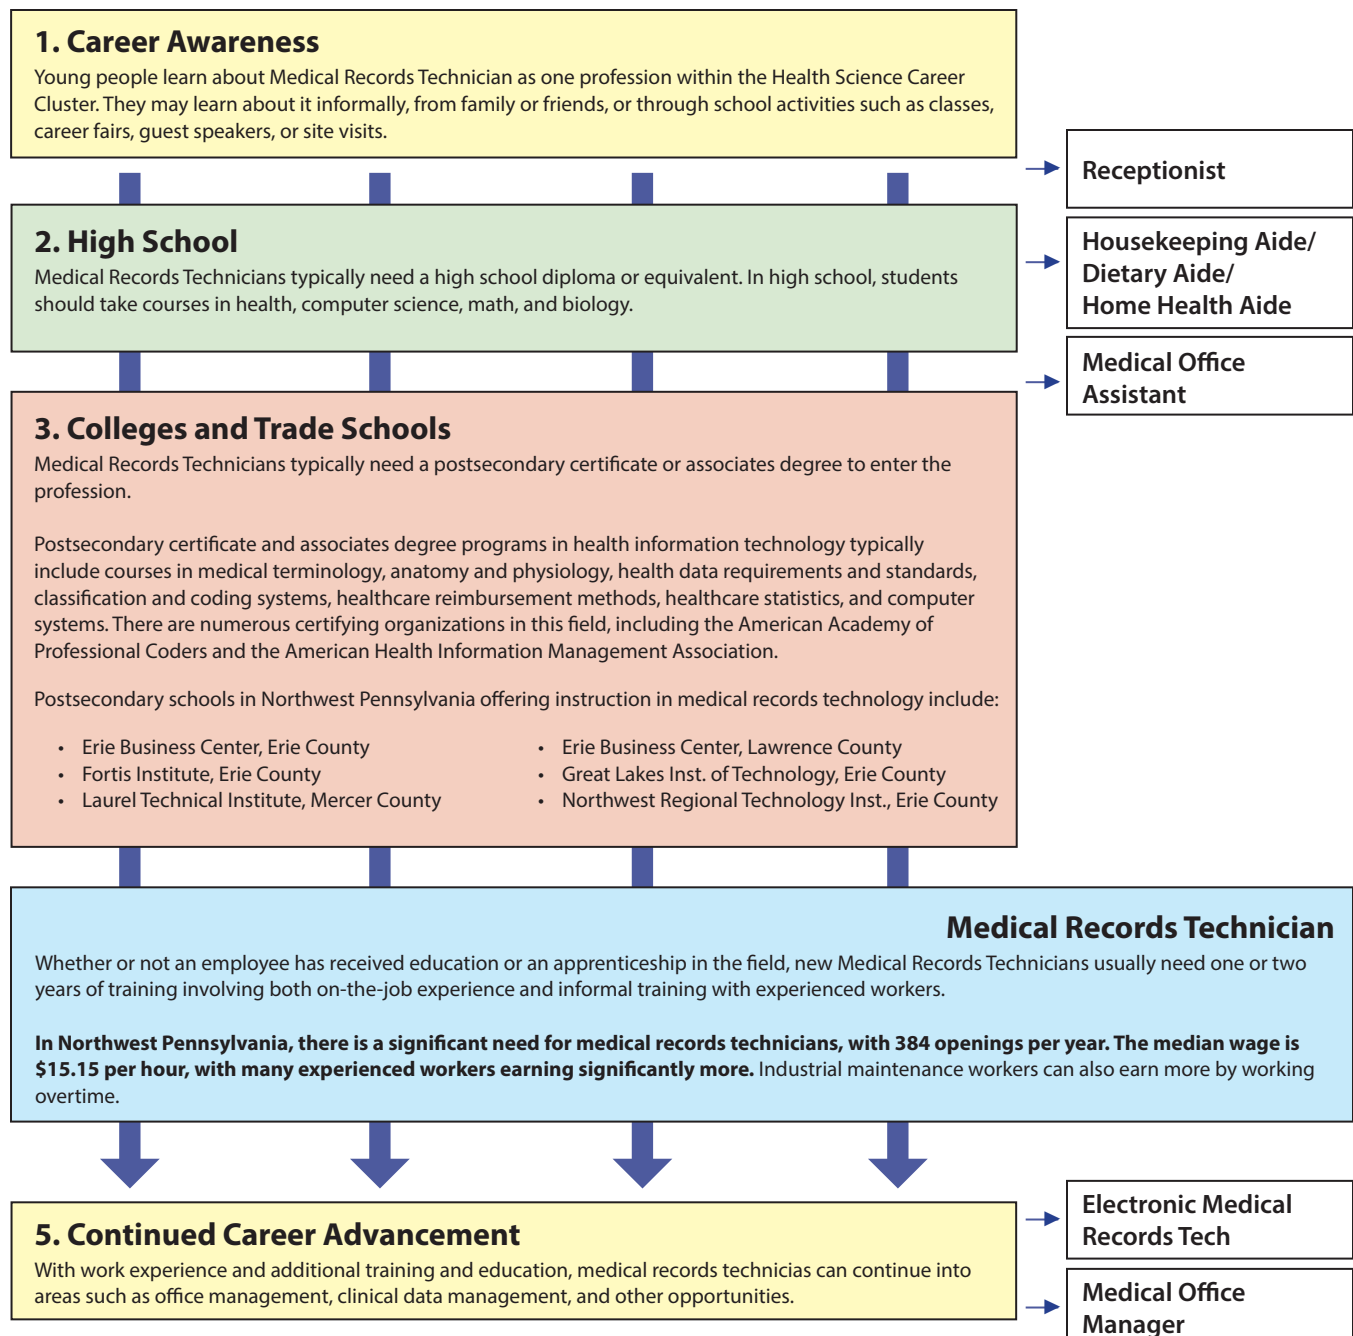 1. Career Awareness
Young people learn about Medical Records Technician as one profession within the Health Science Career
Cluster. They may learn about it informally, from family or friends, or through school activities such as classes,
career fairs, guest speakers, or site visits.
Receptionist
2. High School
Medical Records Technicians typically need a high school diploma or equivalent. In high school, students
should take courses in health, computer science, math, and biology.
Housekeeping Aide/
Dietary Aide/
Home Health Aide
Medical Office
Assistant
3. Colleges and Trade Schools
Medical Records Technicians typically need a postsecondary certificate or associates degree to enter the
profession.
Postsecondary certificate and associates degree programs in health information technology typically
include courses in medical terminology, anatomy and physiology, health data requirements and standards,
classification and coding systems, healthcare reimbursement methods, healthcare statistics, and computer
systems. There are numerous certifying organizations in this field, including the American Academy of
Professional Coders and the American Health Information Management Association.
Postsecondary schools in Northwest Pennsylvania offering instruction in medical records technology include:
• Erie Business Center, Erie County
• Fortis Institute, Erie County
• Laurel Technical Institute, Mercer County
• Erie Business Center, Lawrence County
• Great Lakes Inst. of Technology, Erie County
• Northwest Regional Technology Inst., Erie County
Medical Records Technician
Whether or not an employee has received education or an apprenticeship in the field, new Medical Records Technicians usually need one or two
years of training involving both on-the-job experience and informal training with experienced workers.
In Northwest Pennsylvania, there is a significant need for medical records technicians, with 384 openings per year. The median wage is
$15.15 per hour, with many experienced workers earning significantly more. Industrial maintenance workers can also earn more by working
overtime.
5. Continued Career Advancement
With work experience and additional training and education, medical records technicias can continue into
areas such as office management, clinical data management, and other opportunities.
Electronic Medical
Records Tech
Medical Office
Manager